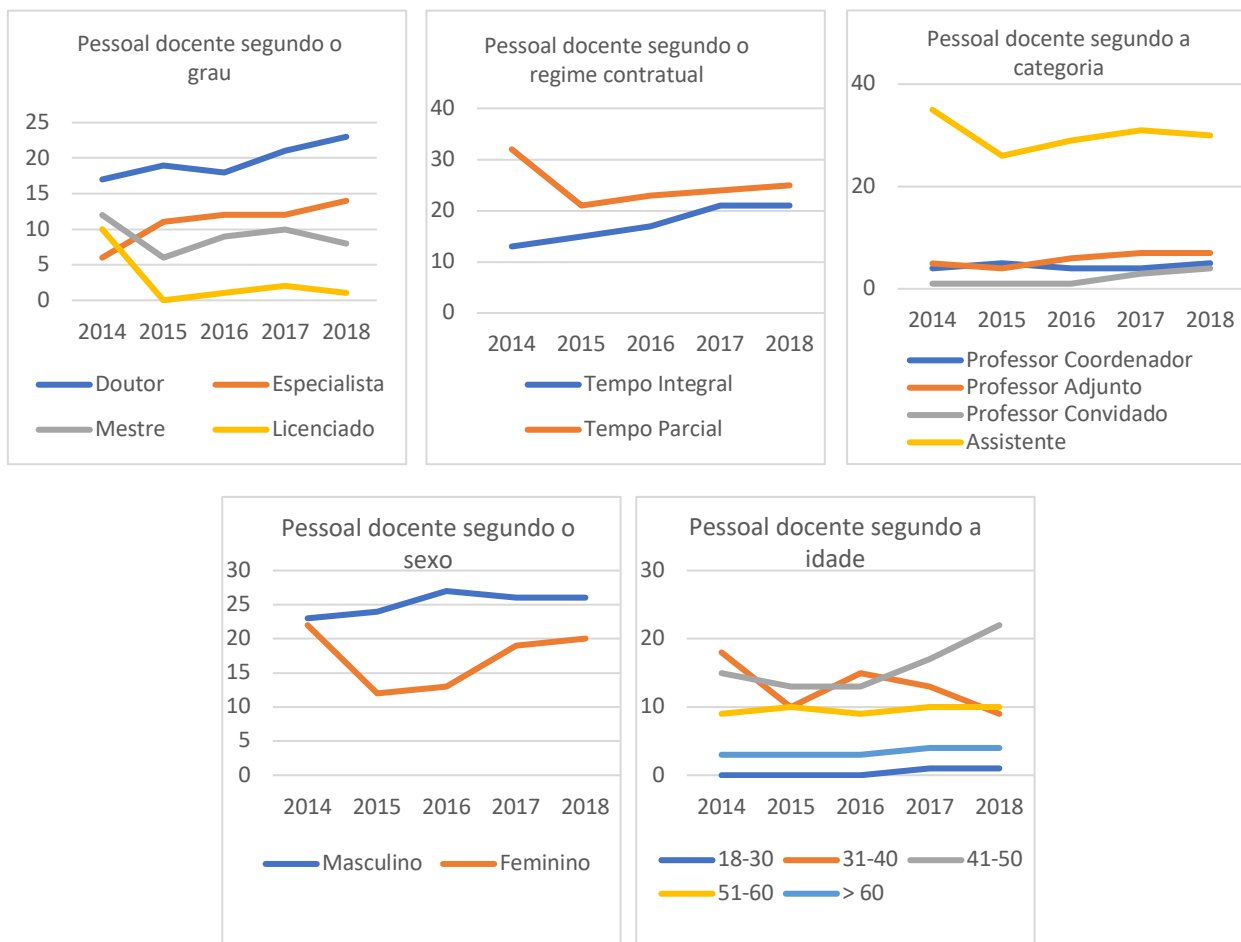 Pessoal docente segundo o
grau
25
20
15
10
5
0
2014 2015 2016 2017 2018
Doutor Especialista
Mestre Licenciado
Pessoal docente segundo o
regime contratual
40
30
20
10
0
2014 2015 2016 2017 2018
Tempo Integral
Tempo Parcial
Pessoal docente segundo a
categoria
40
20
0
2014 2015 2016 2017 2018
Professor Coordenador
Professor Adjunto
Professor Convidado
Assistente
Pessoal docente segundo o
sexo
30
25
20
15
10
5
0
2014 2015 2016 2017 2018
Masculino Feminino
Pessoal docente segundo a
idade
30
20
10
0
2014 2015 2016 2017 2018
18-30 31-40 41-50
51-60 > 60